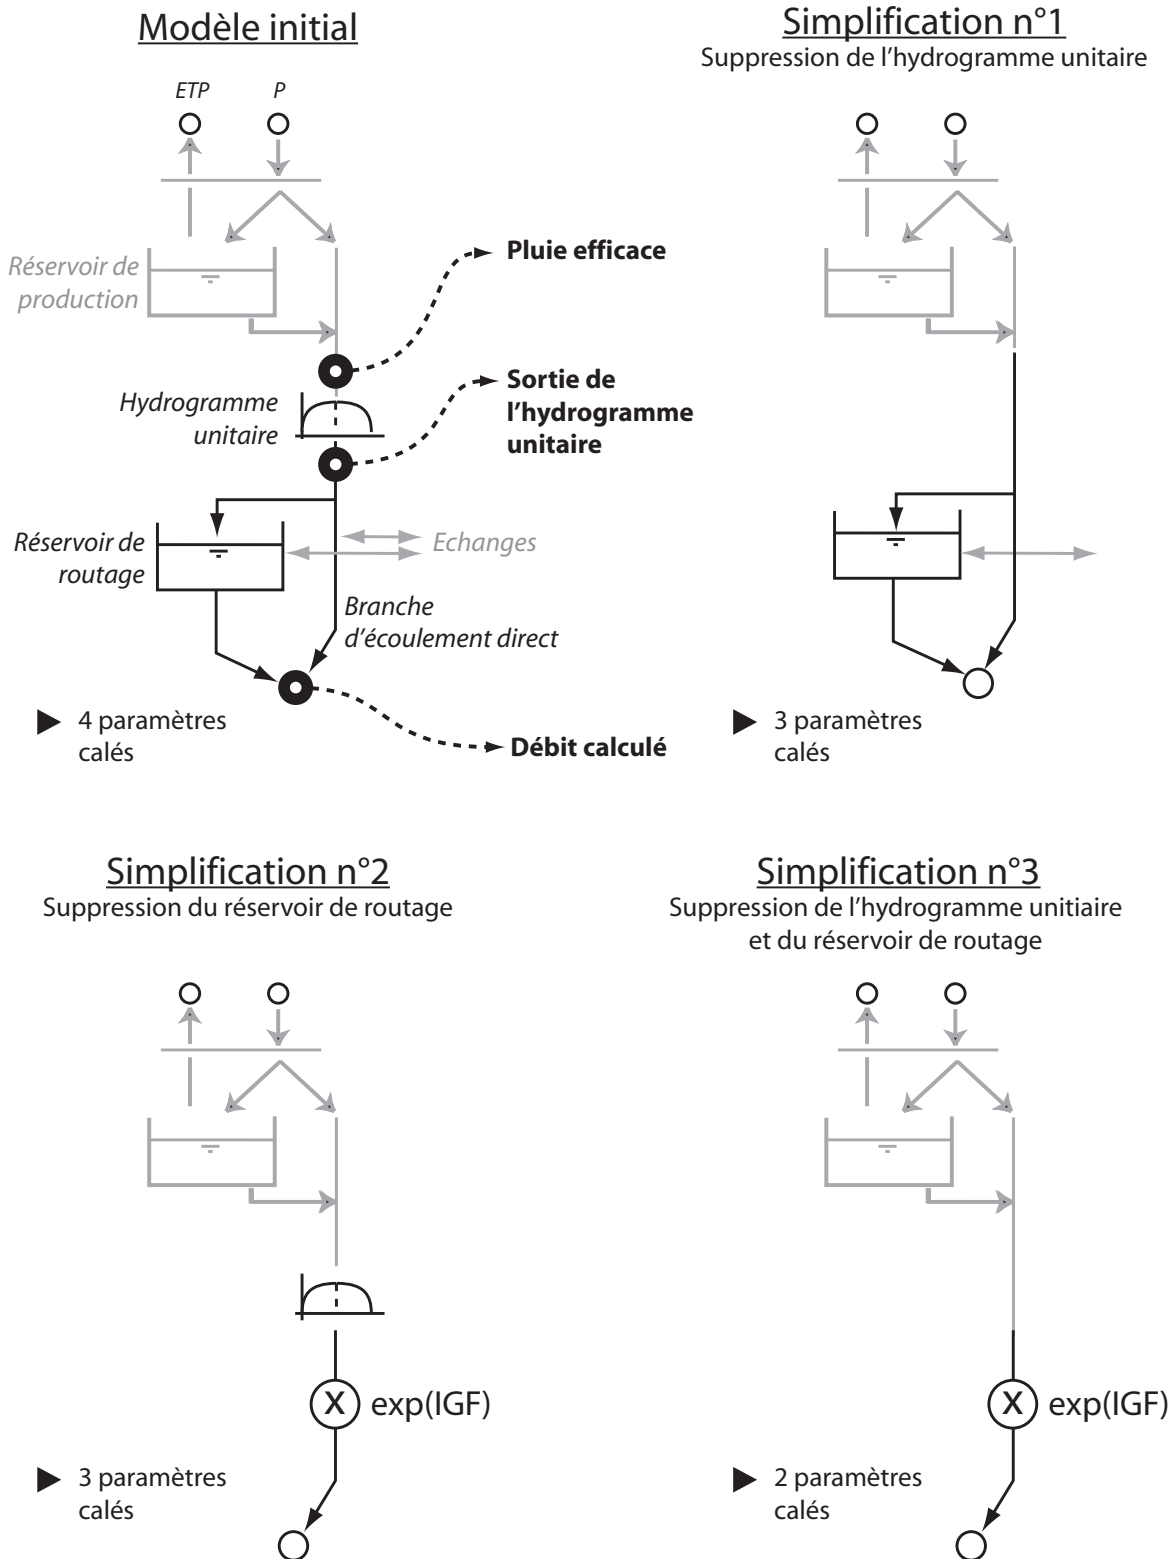 Modèle initial
ETP
P
Réservoir de
production
Pluie efficace
Hydrogramme
unitaire
Sortie de
l'hydrogramme
unitaire
Réservoir de
routage
Echanges
Branche
d'écoulement direct
4 paramètres
calés
Débit calculé
Simplification n°1
Suppression de l'hydrogramme unitaire
3 paramètres
calés
Simplification n°2
Suppression du réservoir de routage
X
exp(IGF)
3 paramètres
calés
Simplification n°3
Suppression de l'hydrogramme unitiaire
et du réservoir de routage
X
exp(IGF)
2 paramètres
calés